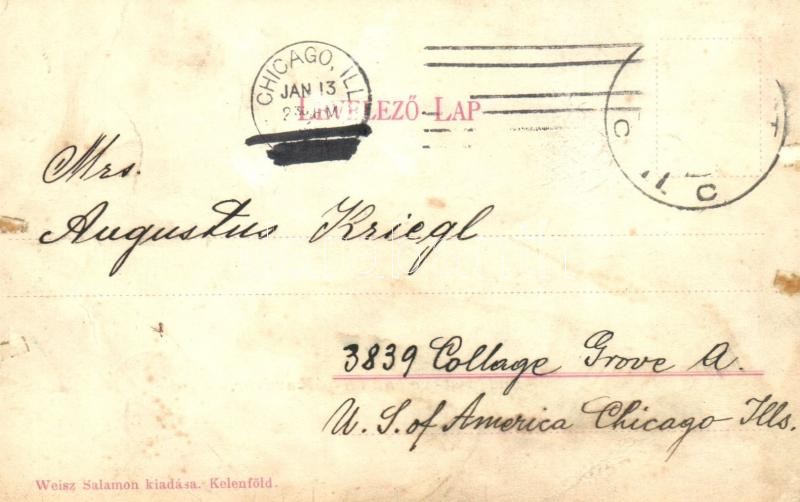 CHICAGO, ILL
JAN 13
LEVELEZŐ-LAP
Mrs.
Augustus Kriegl
3839 Collage Grove A.
U. S. of America Chicago Ills.
Weisz Salamon kiadása. Kelenföld.